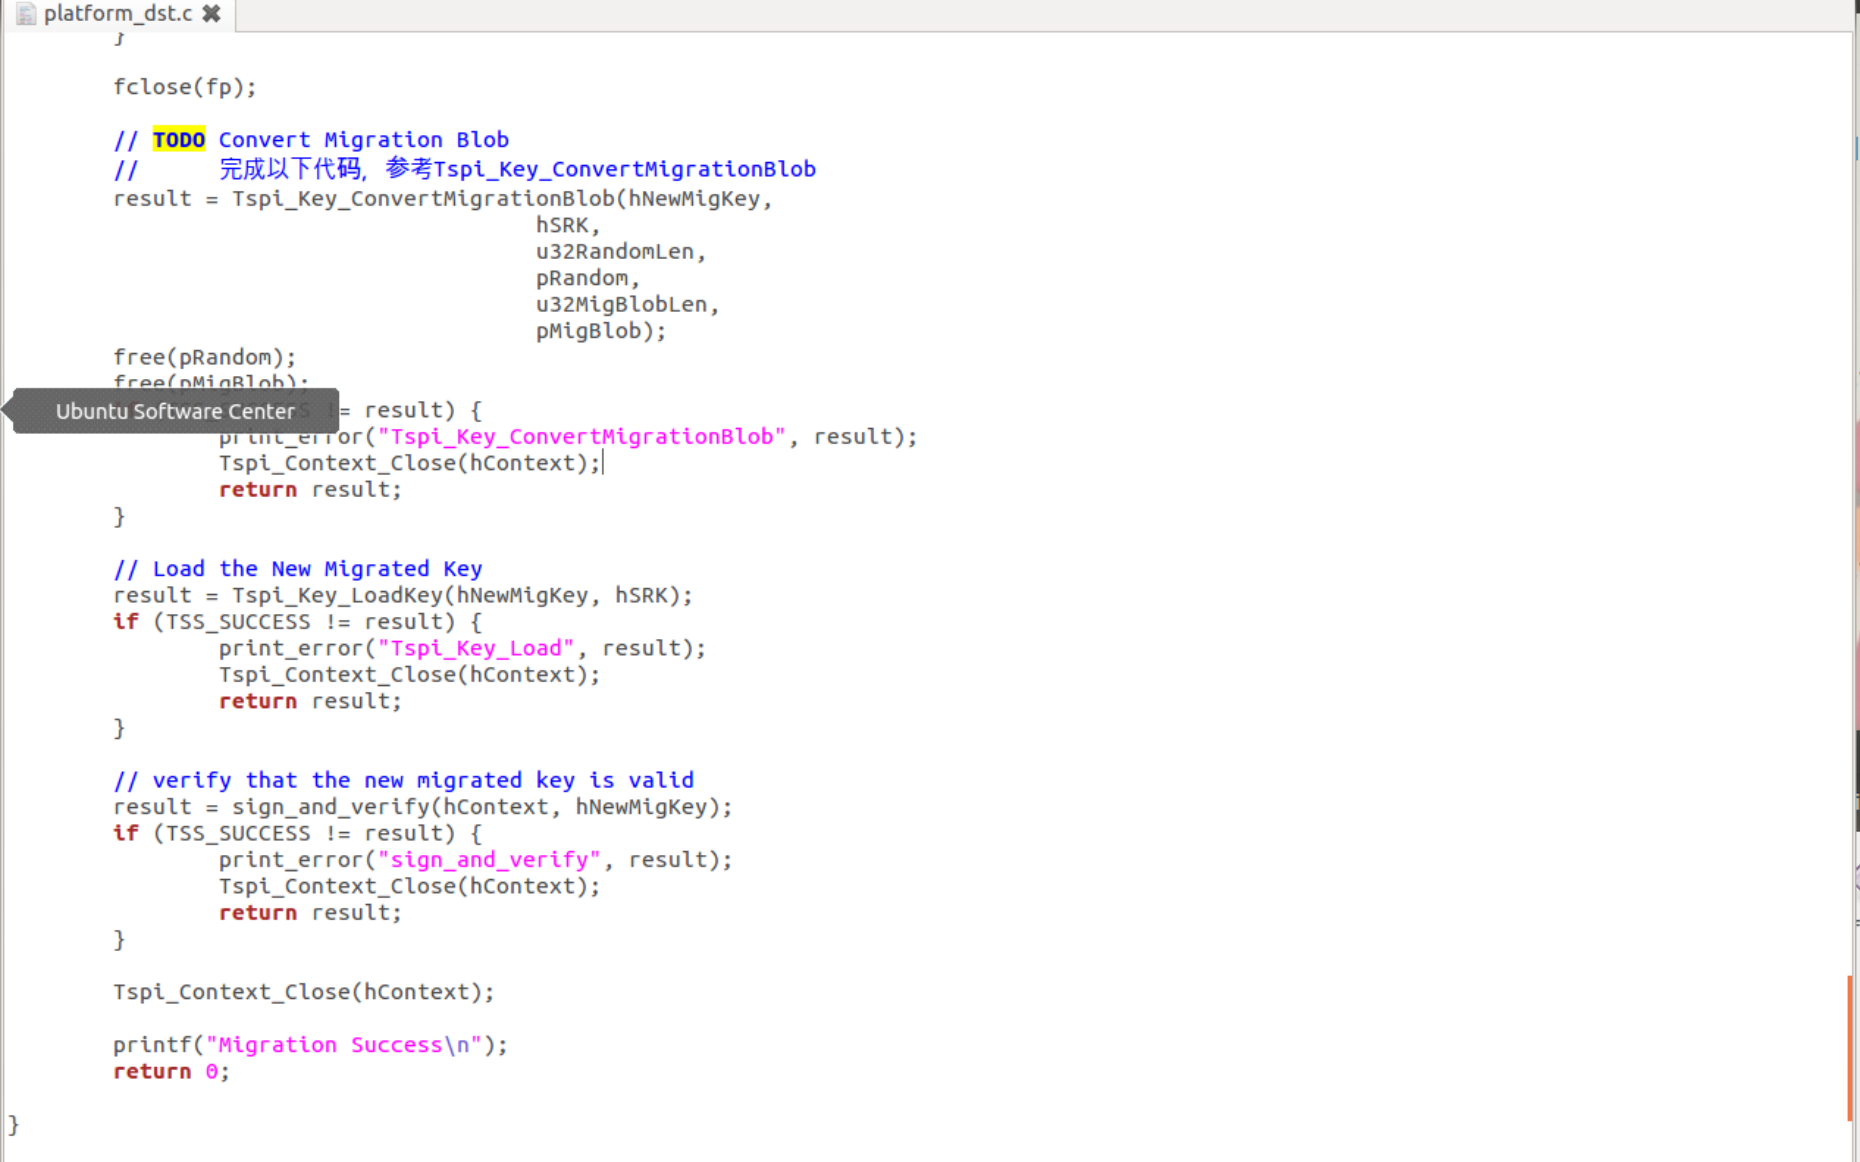 platform_dst.c
}
fclose(fp);
// TODO Convert Migration Blob
// 完成以下代码，参考Tspi_Key_ConvertMigrationBlob
result = Tspi_Key_ConvertMigrationBlob(hNewMigKey,
hSRK,
u32RandomLen,
pRandom,
u32MigBlobLen,
pMigBlob);
free(pRandom);
free(pMigBlob);
Ubuntu Software Center
!= result) {
print_error("Tspi_Key_ConvertMigrationBlob", result);
Tspi_Context_Close(hContext);
return result;
}
// Load the New Migrated Key
result = Tspi_Key_LoadKey(hNewMigKey, hSRK);
if (TSS_SUCCESS != result) {
print_error("Tspi_Key_Load", result);
Tspi_Context_Close(hContext);
return result;
}
// verify that the new migrated key is valid
result = sign_and_verify(hContext, hNewMigKey);
if (TSS_SUCCESS != result) {
print_error("sign_and_verify", result);
Tspi_Context_Close(hContext);
return result;
}
Tspi_Context_Close(hContext);
printf("Migration Success\n");
return 0;
}